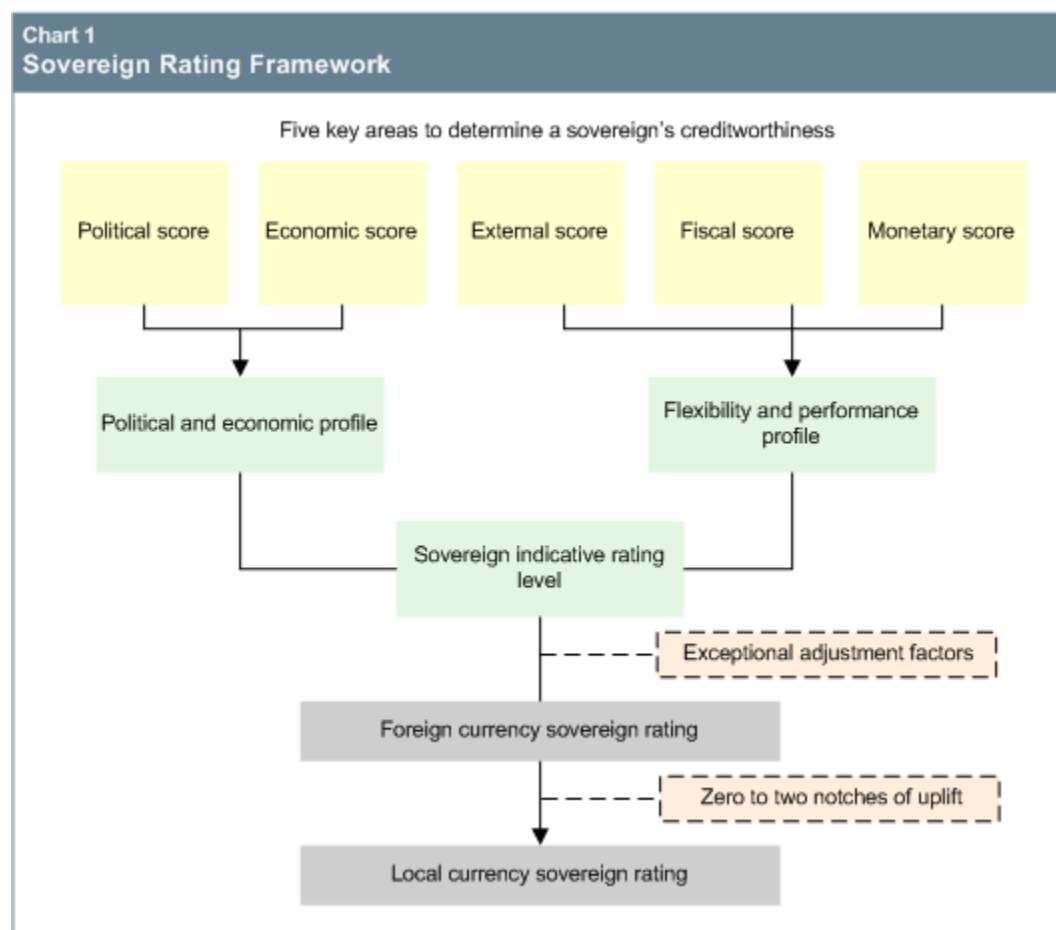 Chart 1
Sovereign Rating Framework
Five key areas to determine a sovereign's creditworthiness
Political score
Economic score
External score
Fiscal score
Monetary score
Political and economic profile
Flexibility and performance
profile
Sovereign indicative rating
level
Exceptional adjustment factors
Foreign currency sovereign rating
Zero to two notches of uplift
Local currency sovereign rating